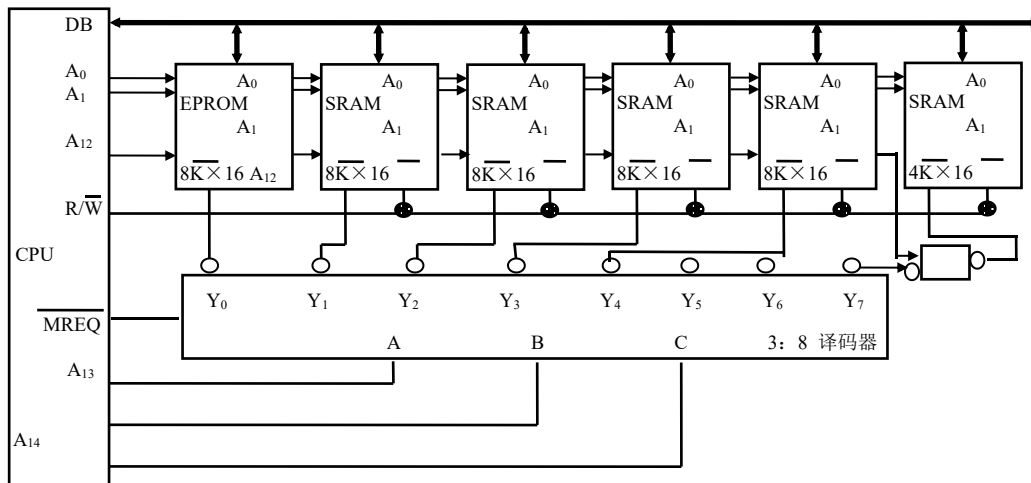 DB
A₀
A₁
A₁₂
R/W̅
CPU
M̅R̅E̅Q̅
A₁₃
A₁₄
A₀
EPROM
A₁
8K×16 A₁₂
A₀
SRAM
A₁
8K×16
A₀
SRAM
A₁
8K×16
A₀
SRAM
A₁
8K×16
A₀
SRAM
A₁
8K×16
A₀
SRAM
A₁
4K×16
Y₀ Y₁ Y₂ Y₃ Y₄ Y₅ Y₆ Y₇
A B C 3：8 译码器